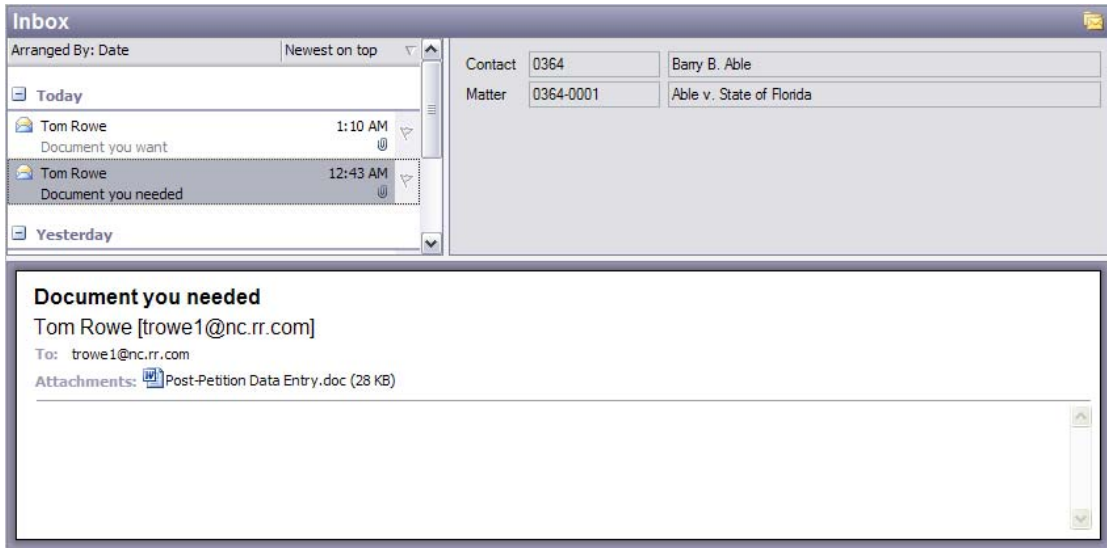 Inbox
Arranged By: Date Newest on top
Today
Tom Rowe 1:10 AM
Document you want
Tom Rowe 12:43 AM
Document you needed
Yesterday
Contact 0364 Barry B. Able
Matter 0364-0001 Able v. State of Florida
Document you needed
Tom Rowe [trowe1@nc.rr.com]
To: trowe1@nc.rr.com
Attachments: Post-Petition Data Entry.doc (28 KB)